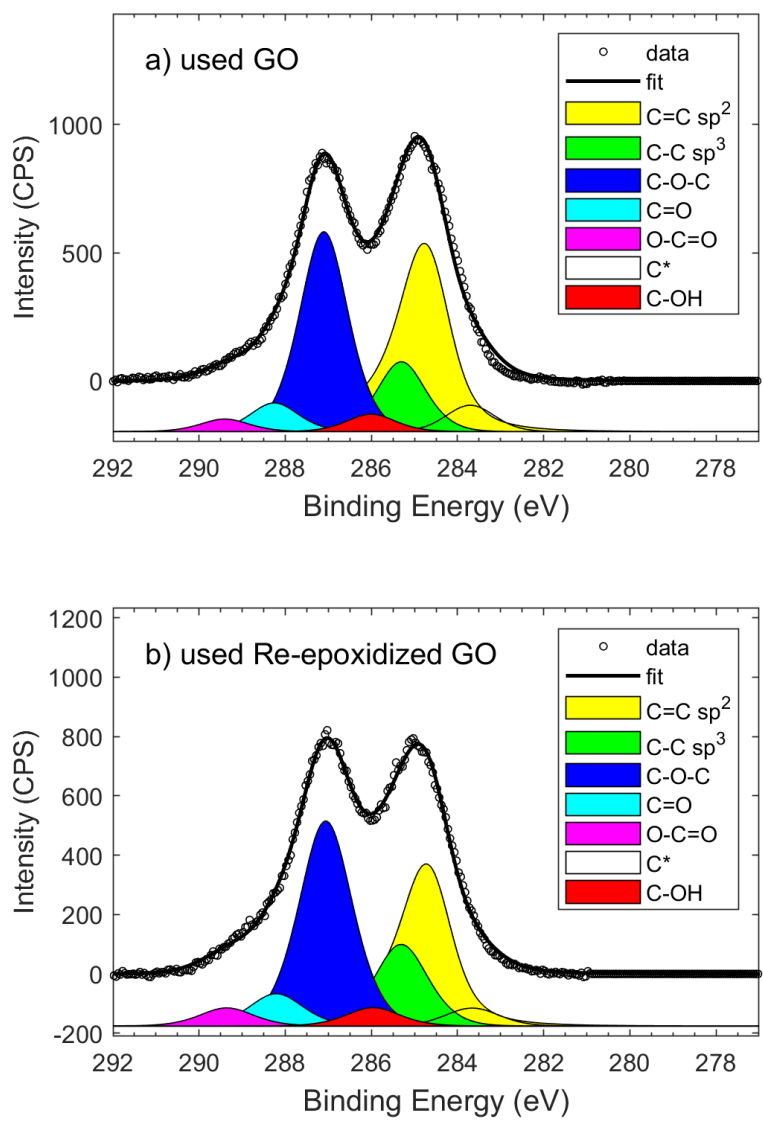 a) used GO
data
fit
C=C sp²
C-C sp³
C-O-C
C=O
O-C=O
C*
C-OH
1000
500
0
Intensity (CPS)
292 290 288 286 284 282 280 278
Binding Energy (eV)
b) used Re-epoxidized GO
data
fit
C=C sp²
C-C sp³
C-O-C
C=O
O-C=O
C*
C-OH
1200
1000
800
600
400
200
0
-200
Intensity (CPS)
292 290 288 286 284 282 280 278
Binding Energy (eV)